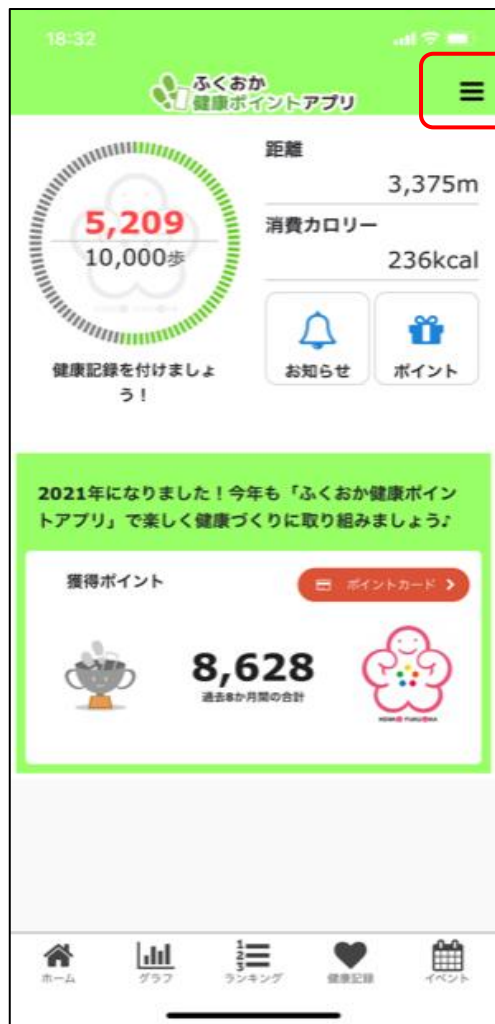 18:32
ふくおか
健康ポイントアプリ
距離
3,375m
5,209
10,000歩
消費カロリー
236kcal
お知らせ
ポイント
健康記録を付けましょ
う！
2021年になりました！今年も「ふくおか健康ポイン
トアプリ」で楽しく健康づくりに取り組みましょう♪
獲得ポイント
ポイントカード
8,628
過去8か月間の合計
ホーム
グラフ
1
2
3
ランキング
健康記録
イベント